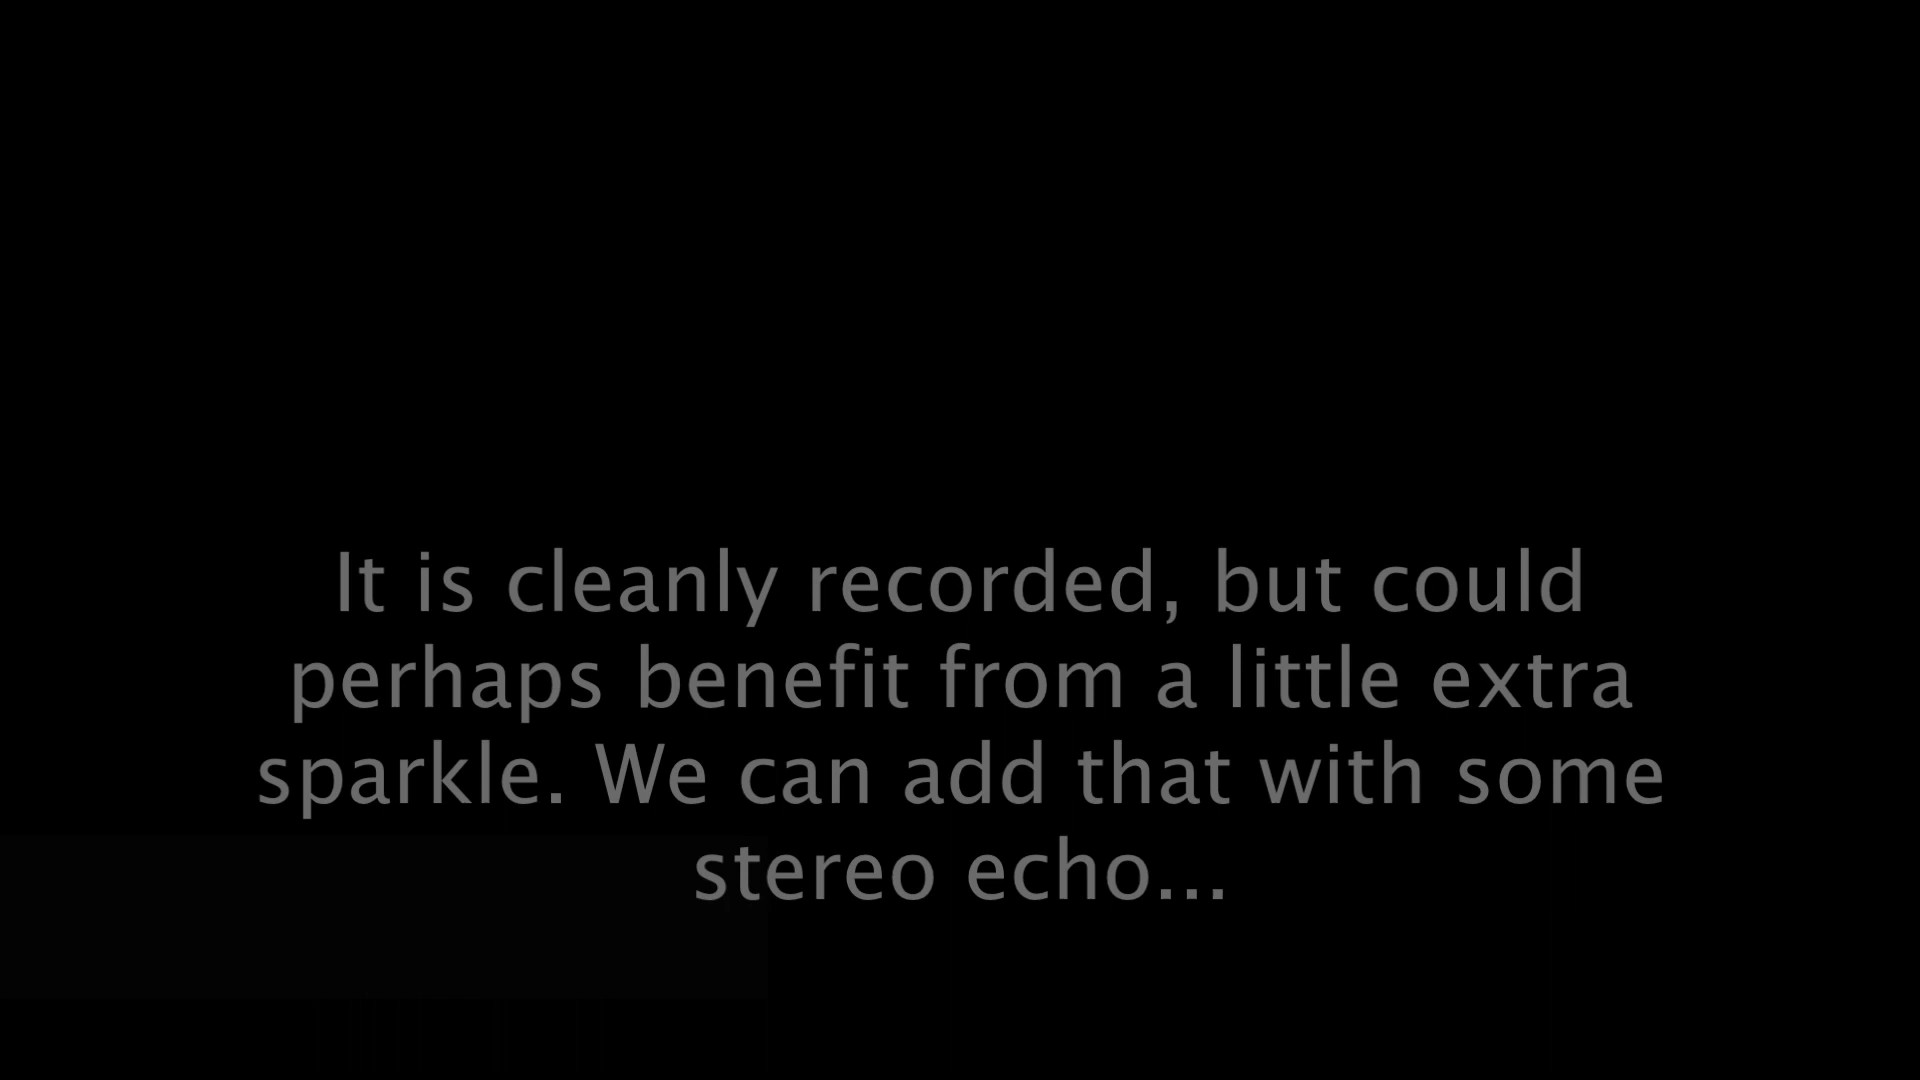 It is cleanly recorded, but could
perhaps benefit from a little extra
sparkle. We can add that with some
stereo echo...